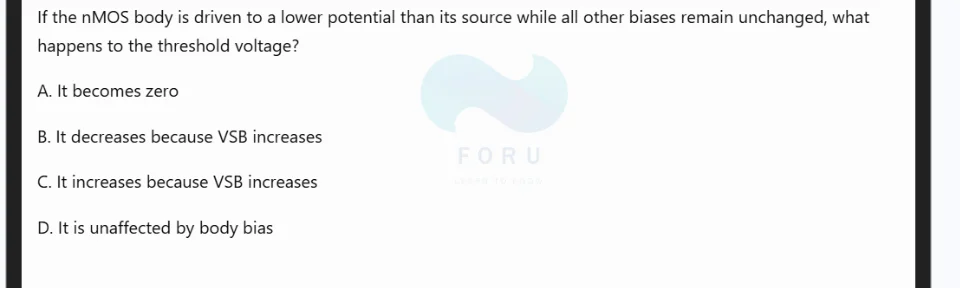 If the nMOS body is driven to a lower potential than its source while all other biases remain unchanged, what
happens to the threshold voltage?
A. It becomes zero
B. It decreases because VSB increases
FORU
C. It increases because VSB increases
D. It is unaffected by body bias